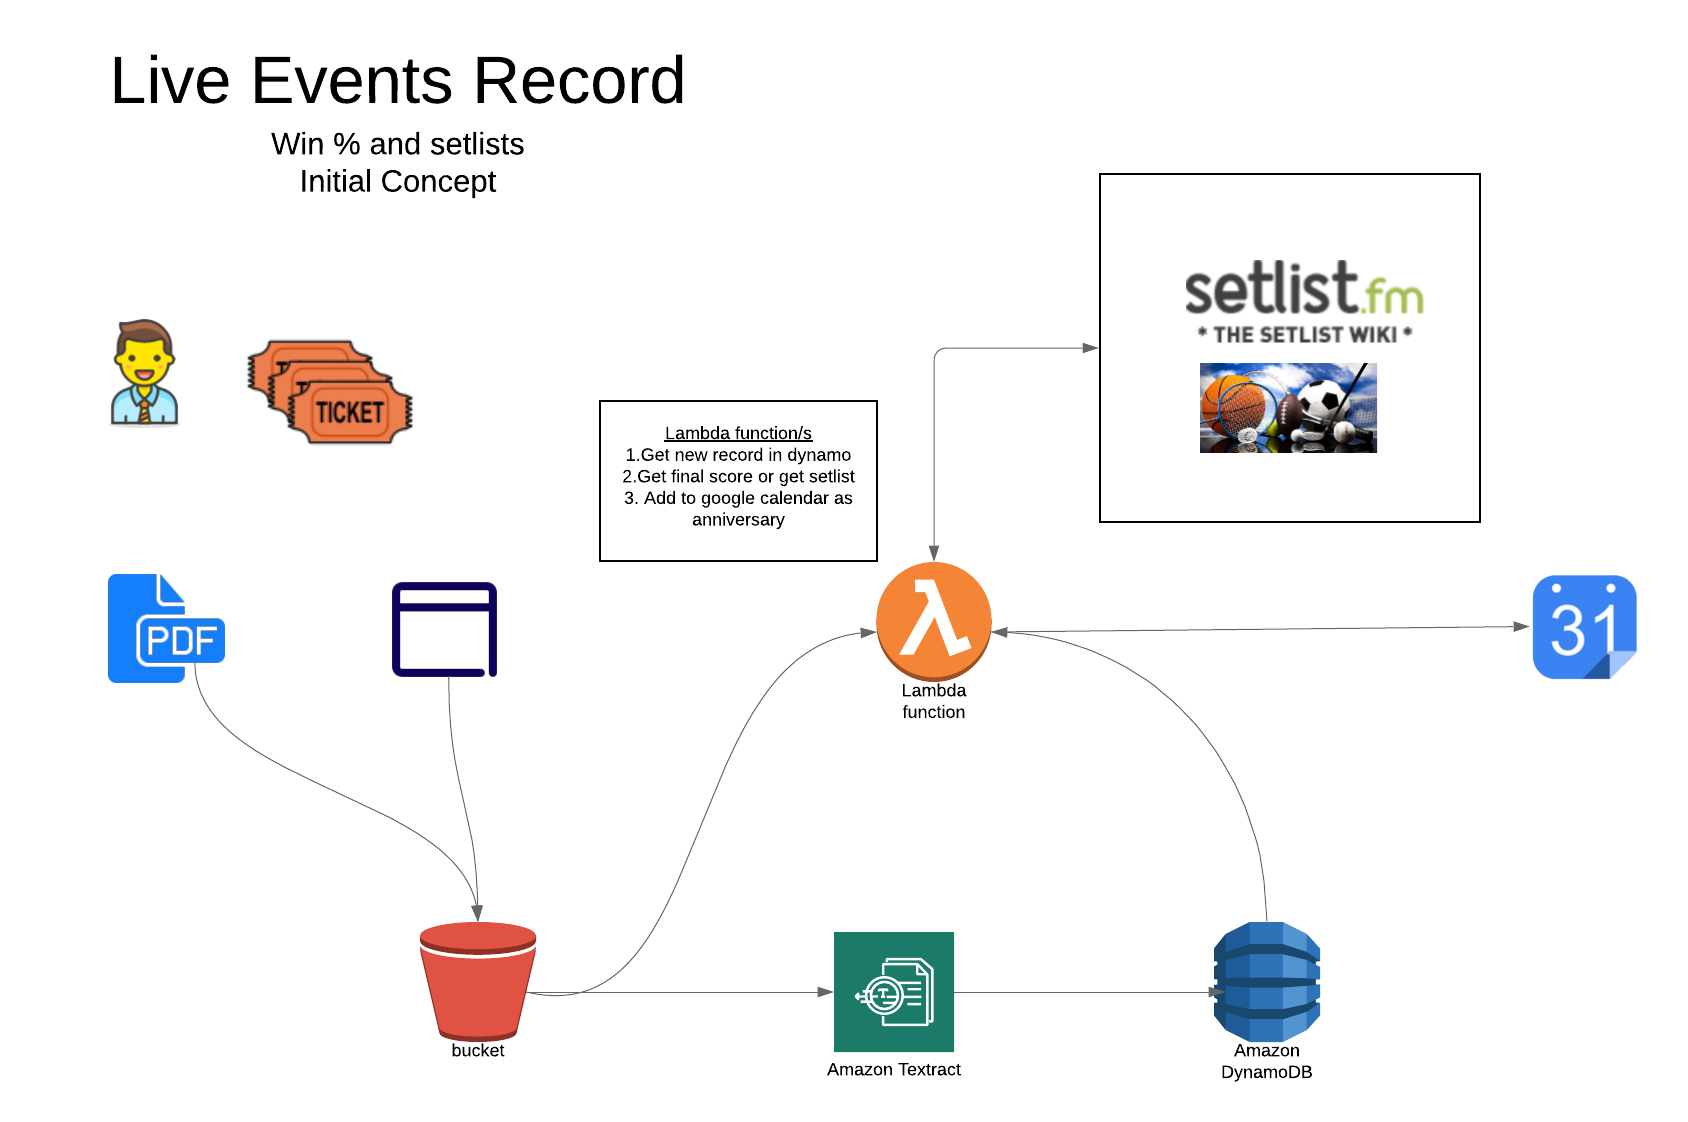 Live Events Record
Win % and setlists
Initial Concept
setlist.fm
* THE SETLIST WIKI *
TICKET
Lambda function/s
1.Get new record in dynamo
2.Get final score or get setlist
3. Add to google calendar as
anniversary
PDF
31
Lambda
function
bucket
Amazon Textract
Amazon
DynamoDB